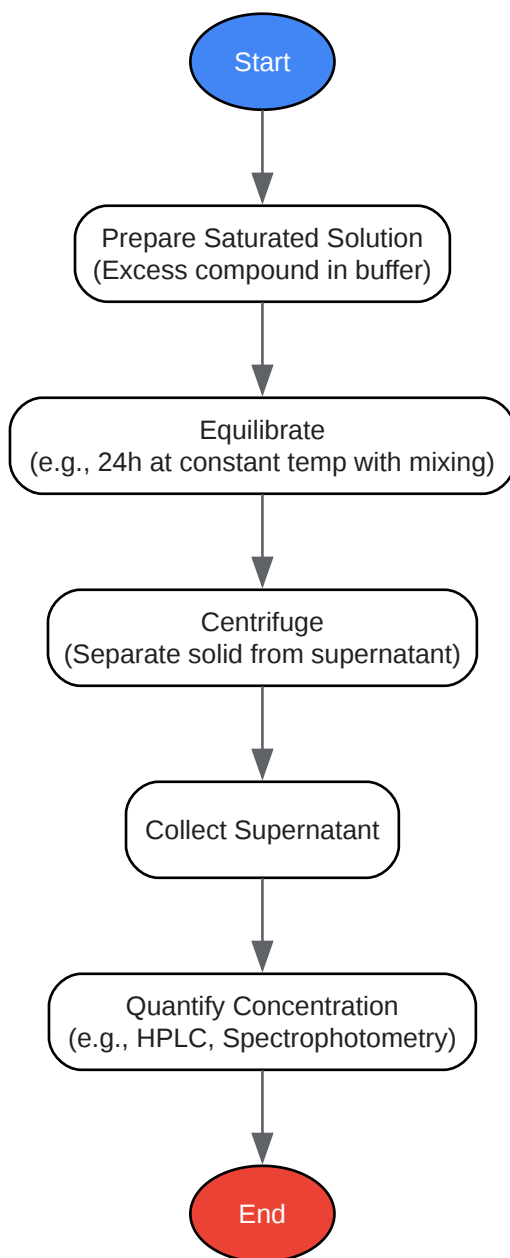 Start
Prepare Saturated Solution
(Excess compound in buffer)
Equilibrate
(e.g., 24h at constant temp with mixing)
Centrifuge
(Separate solid from supernatant)
Collect Supernatant
Quantify Concentration
(e.g., HPLC, Spectrophotometry)
End